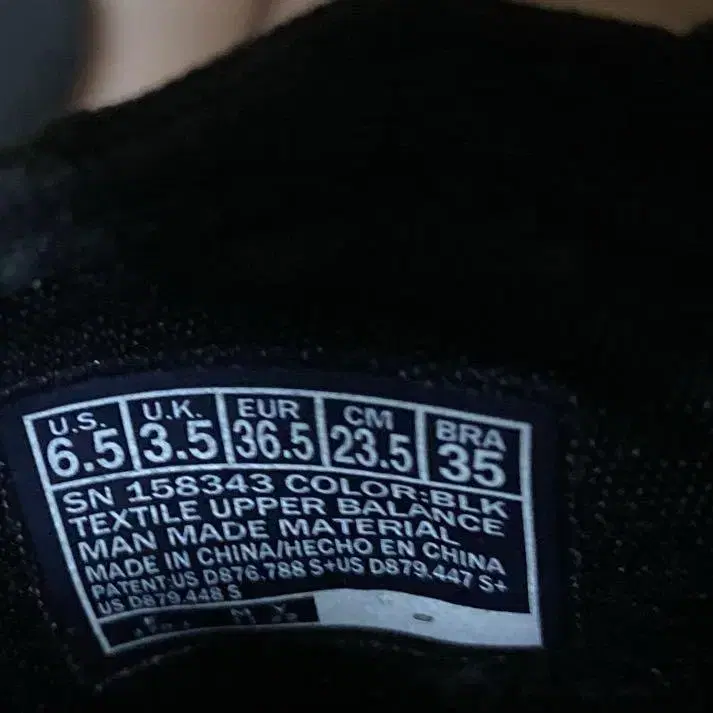 U.S. U.K. EUR CM BRA
6.5 3.5 36.5 23.5 35
SN 158343 COLOR:BLK
TEXTILE UPPER BALANCE
MAN MADE MATERIAL
MADE IN CHINA/HECHO EN CHINA
PATENT:US D876.788 S+US D879.447 S+
US D879.448 S